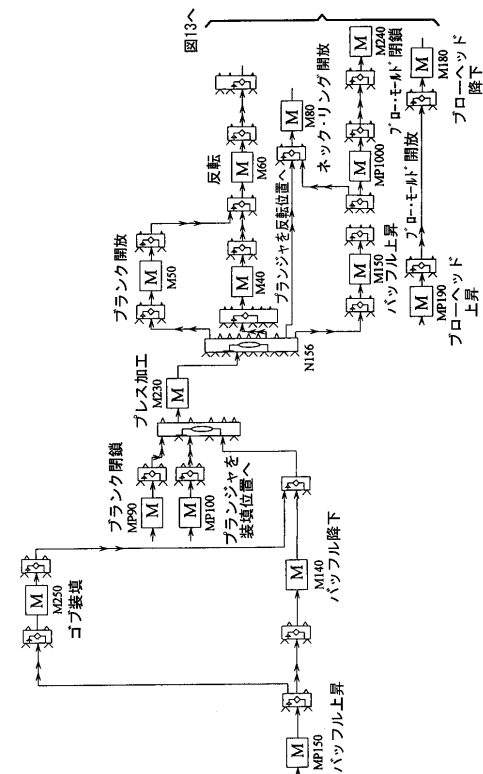 図13へ
ブランク開放
M
M50
反転
M
M60
M
M40
プランジャを反転位置へ
M
M80
ネック・リング開放
M
MP1000
M
M240
ブロー・モールド閉鎖
M
M150
バッフル上昇
ブロー・モールド開放
M
MP190
ブローヘッド
上昇
M
M180
ブローヘッド
降下
N156
プレス加工
M230
M
ブランク閉鎖
MP90
M
M
MP100
プランジャを
装填位置へ
M
M250
ゴブ装填
M
M140
バッフル降下
M
MP150
バッフル上昇